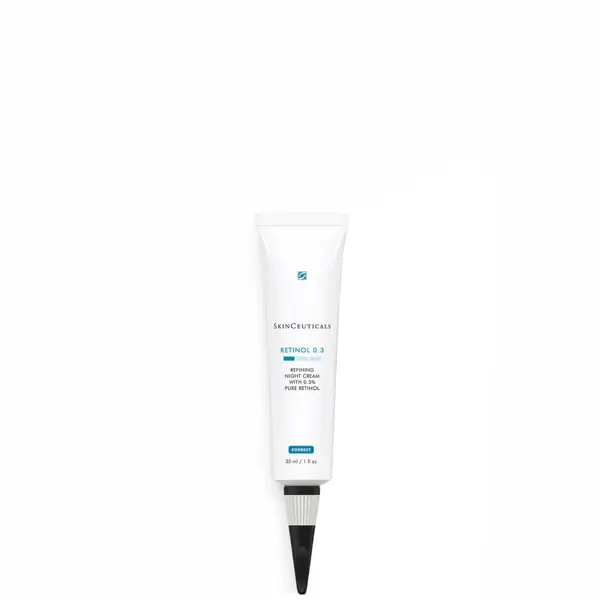 SKINCEUTICALS
RETINOL 0.3
REFINING
NIGHT CREAM
WITH 0.3%
PURE RETINOL
CORRECT
30 ml / 1 fl oz